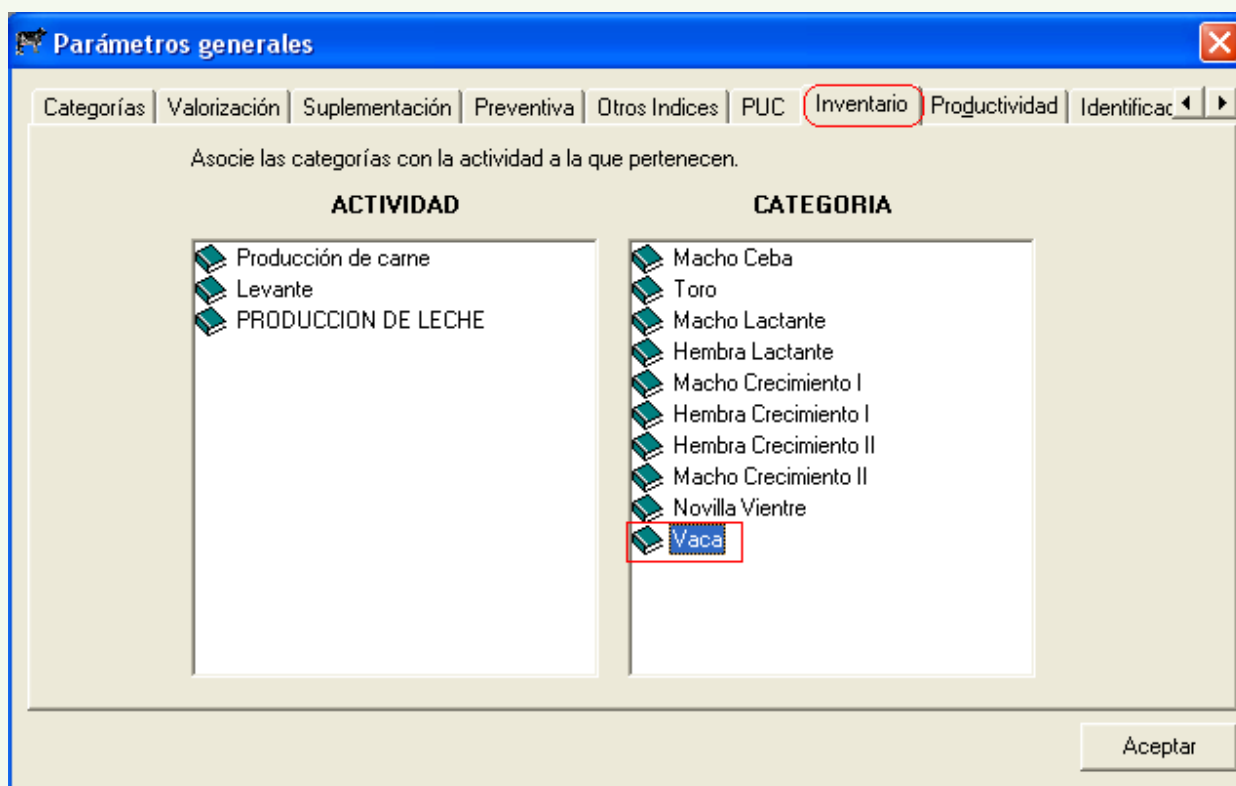 Parámetros generales
Categorías Valorización Suplementación Preventiva Otros Indices PUC Inventario Productividad Identificac
Asocie las categorías con la actividad a la que pertenecen.
ACTIVIDAD CATEGORIA
Producción de carne Macho Ceba
Levante Toro
PRODUCCION DE LECHE Macho Lactante
Hembra Lactante
Macho Crecimiento I
Hembra Crecimiento I
Hembra Crecimiento II
Macho Crecimiento II
Novilla Vientre
Vaca
Aceptar